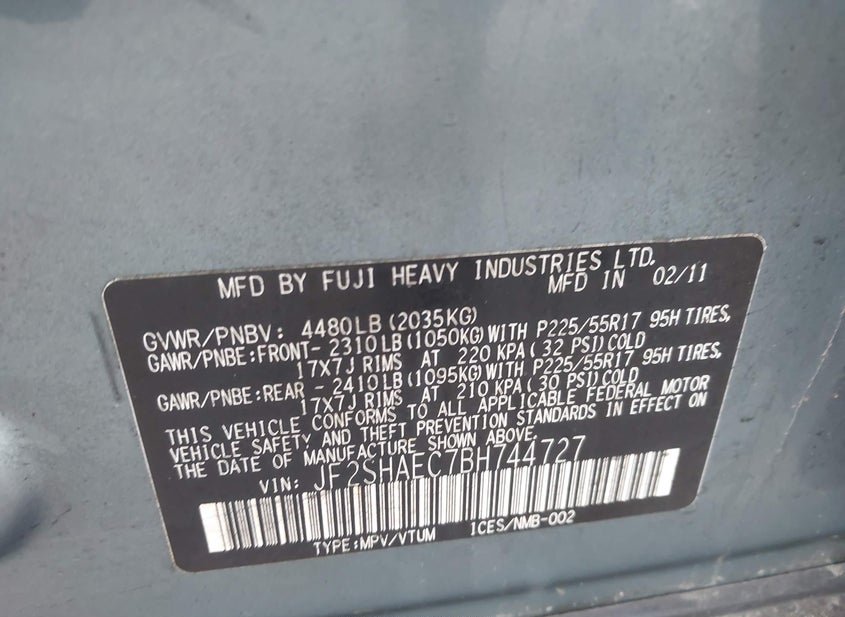 MFD BY FUJI HEAVY INDUSTRIES LTD.
MFD IN 02/11
GVWR/PNBV: 4480LB(2035KG)
GAWR/PNBE:FRONT- 2310LB(1050KG)WITH P225/55R17 95H TIRES,
17X7J RIMS AT 220 KPA(32 PSI)COLD
GAWR/PNBE:REAR - 2410LB(1095KG)WITH P225/55R17 95H TIRES,
17X7J RIMS AT 210 KPA(30 PSI)COLD
THIS VEHICLE CONFORMS TO ALL APPLICABLE FEDERAL MOTOR
VEHICLE SAFETY AND THEFT PREVENTION STANDARDS IN EFFECT ON
THE DATE OF MANUFACTURE SHOWN ABOVE.
VIN: JF2SHAEC7BH744727
TYPE:MPV/VTUM ICES/NMB-002